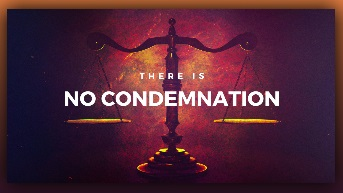 THERE IS
NO CONDEMNATION